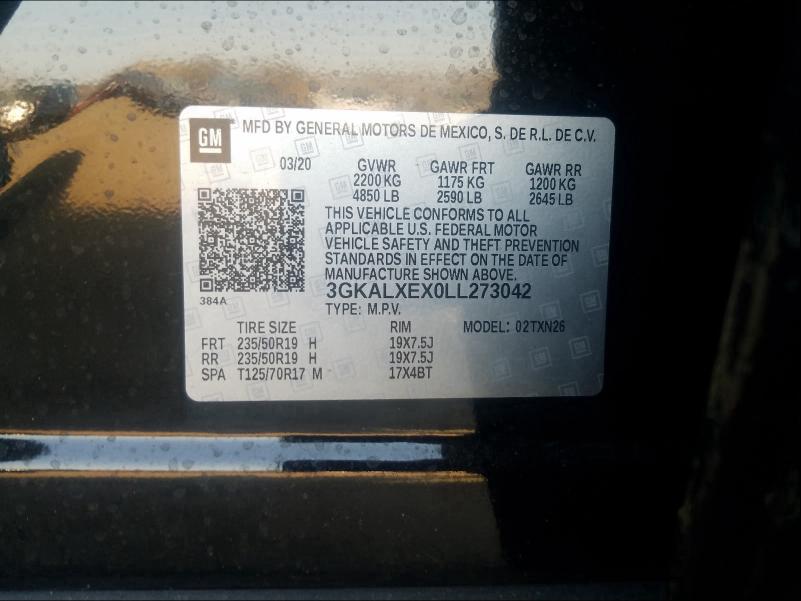 GM MFD BY GENERAL MOTORS DE MEXICO, S. DE R.L. DE C.V.
03/20 GVWR GAWR FRT GAWR RR
2200 KG 1175 KG 1200 KG
4850 LB 2590 LB 2645 LB
THIS VEHICLE CONFORMS TO ALL
APPLICABLE U.S. FEDERAL MOTOR
VEHICLE SAFETY AND THEFT PREVENTION
STANDARDS IN EFFECT ON THE DATE OF
MANUFACTURE SHOWN ABOVE.
384A 3GKALXEX0LL273042
TYPE: M.P.V.
TIRE SIZE RIM MODEL: 02TXN26
FRT 235/50R19 H 19X7.5J
RR 235/50R19 H 19X7.5J
SPA T125/70R17 M 17X4BT